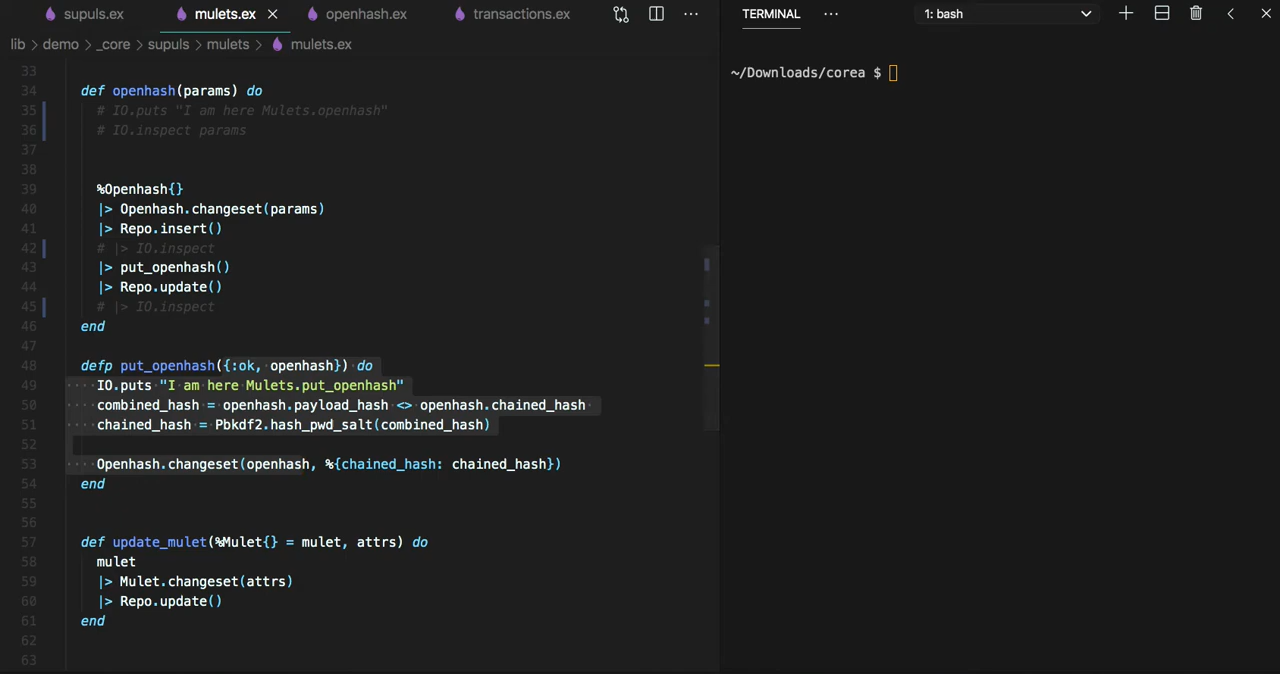 supuls.ex
mulets.ex
openhash.ex
transactions.ex
lib > demo > _core > supuls > mulets > mulets.ex
33
34 def openhash(params) do
35 # IO.puts "I am here Mulets.openhash"
36 # IO.inspect params
37
38
39 %Openhash{}
40 |> Openhash.changeset(params)
41 |> Repo.insert()
42 # |> IO.inspect
43 |> put_openhash()
44 |> Repo.update()
45 # |> IO.inspect
46 end
47
48 defp put_openhash({:ok, openhash}) do
49 IO.puts "I am here Mulets.put_openhash"
50 combined_hash = openhash.payload_hash <> openhash.chained_hash
51 chained_hash = Pbkdf2.hash_pwd_salt(combined_hash)
52
53 Openhash.changeset(openhash, %{chained_hash: chained_hash})
54 end
55
56
57 def update_mulet(%Mulet{} = mulet, attrs) do
58 mulet
59 |> Mulet.changeset(attrs)
60 |> Repo.update()
61 end
62
63
TERMINAL
1: bash
~/Downloads/corea $